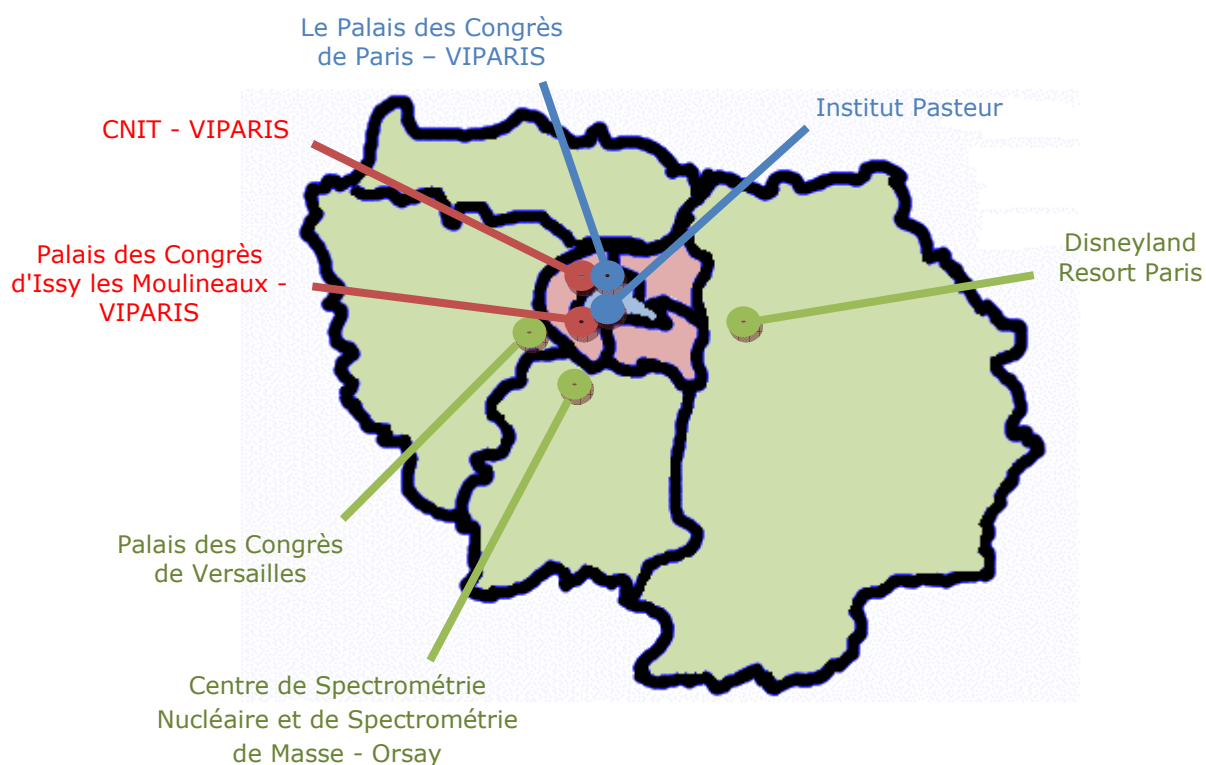 Le Palais des Congrès
de Paris – VIPARIS
Institut Pasteur
CNIT - VIPARIS
Palais des Congrès
d'Issy les Moulineaux -
VIPARIS
Disneyland
Resort Paris
Palais des Congrès
de Versailles
Centre de Spectrométrie
Nucléaire et de Spectrométrie
de Masse - Orsay